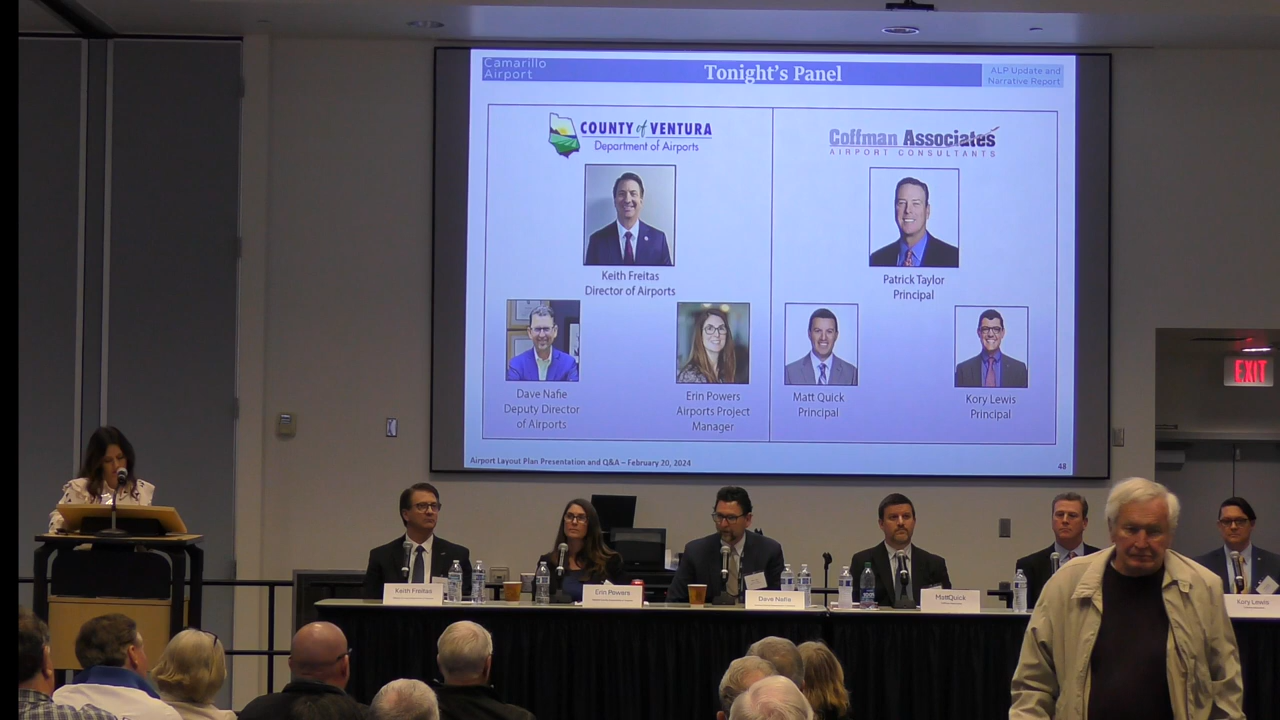 Camarillo
Airport
Tonight's Panel
ALP Update and
Narrative Report
COUNTY of VENTURA
Department of Airports
Coffman Associates
AIRPORT CONSULTANTS
Keith Freitas
Director of Airports
Patrick Taylor
Principal
Dave Nafie
Deputy Director
of Airports
Erin Powers
Airports Project
Manager
Matt Quick
Principal
Kory Lewis
Principal
Airport Layout Plan Presentation and Q&A – February 20, 2024
48
EXIT
Keith Freitas
Erin Powers
Dave Nafie
Matt Quick
Kory Lewis